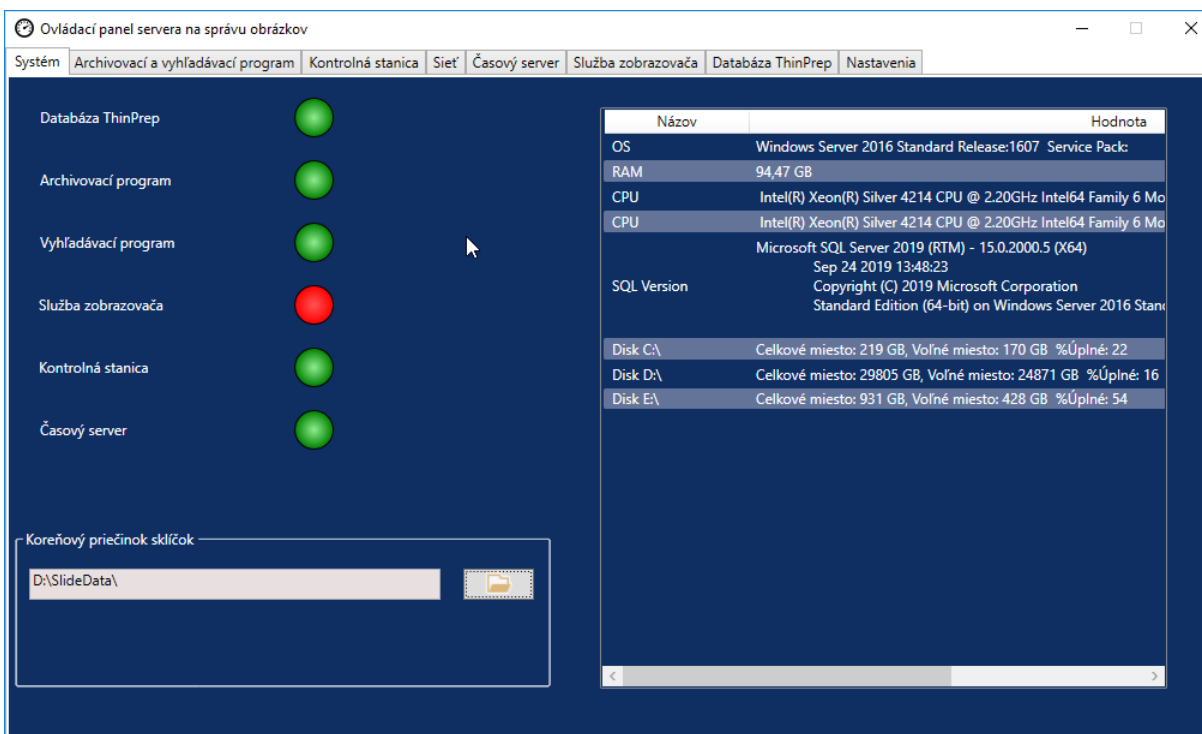 Ovládací panel servera na správu obrázkov
Systém Archivovací a vyhľadávací program Kontrolná stanica Sieť Časový server Služba zobrazovača Databáza ThinPrep Nastavenia
Databáza ThinPrep
Archivovací program
Vyhľadávací program
Služba zobrazovača
Kontrolná stanica
Časový server
Koreňový priečinok sklíčok
D:\SlideData\
Názov Hodnota
OS Windows Server 2016 Standard Release:1607 Service Pack:
RAM 94,47 GB
CPU Intel(R) Xeon(R) Silver 4214 CPU @ 2.20GHz Intel64 Family 6 Mo
CPU Intel(R) Xeon(R) Silver 4214 CPU @ 2.20GHz Intel64 Family 6 Mo
Microsoft SQL Server 2019 (RTM) - 15.0.2000.5 (X64)
Sep 24 2019 13:48:23
SQL Version Copyright (C) 2019 Microsoft Corporation
Standard Edition (64-bit) on Windows Server 2016 Stan
Disk C:\ Celkové miesto: 219 GB, Voľné miesto: 170 GB %Úplné: 22
Disk D:\ Celkové miesto: 29805 GB, Voľné miesto: 24871 GB %Úplné: 16
Disk E:\ Celkové miesto: 931 GB, Voľné miesto: 428 GB %Úplné: 54